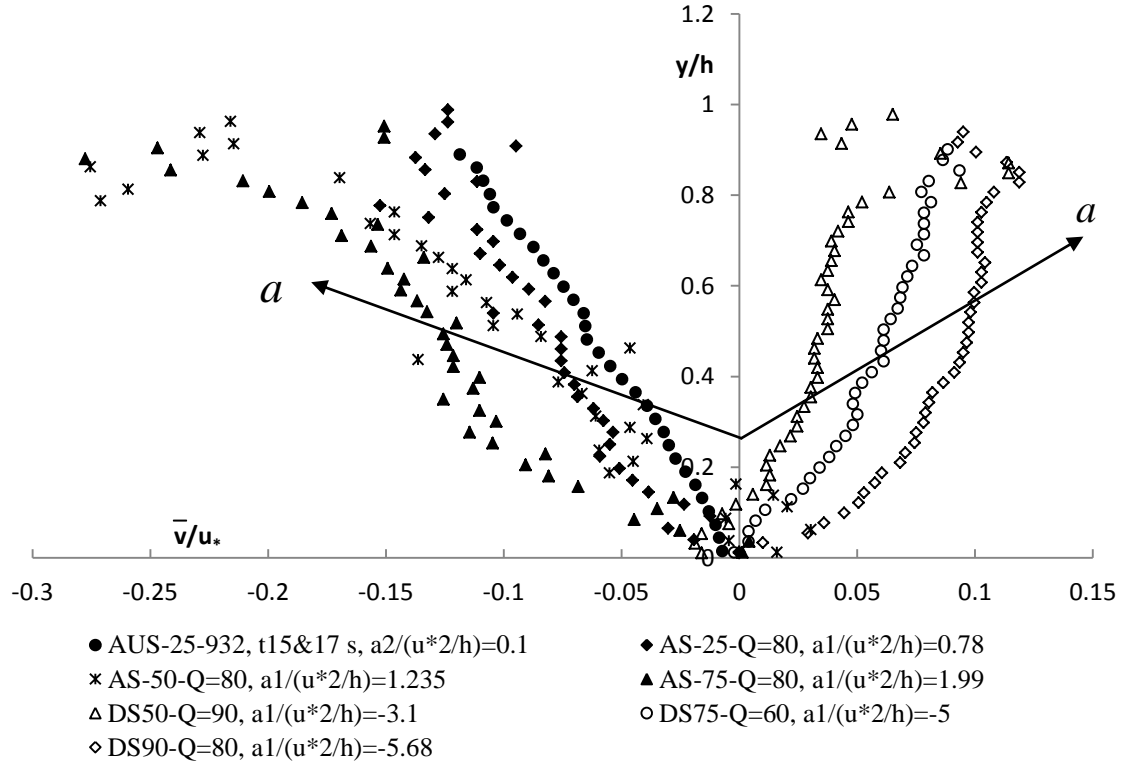 1.2
y/h
1
0.8
a
a
0.6
0.4
0.2
v̅/u*
0
-0.3 -0.2 -0.1 -0.1 -0.05 0 0.05 0.1 0.15
● AUS-25-932, t15&17 s, a2/(u*2/h)=0.1 ◆ AS-25-Q=80, a1/(u*2/h)=0.78
AS-50-Q=80, a1/(u*2/h)=1.235 ▲ AS-75-Q=80, a1/(u*2/h)=1.99
△ DS50-Q=90, a1/(u*2/h)=-3.1 ○ DS75-Q=60, a1/(u*2/h)=-5
◇ DS90-Q=80, a1/(u*2/h)=-5.68